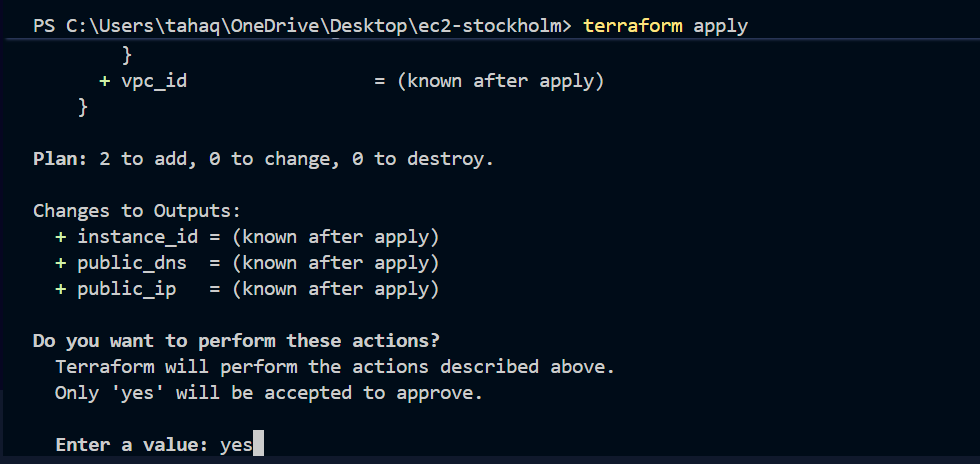 PS C:\Users\tahaq\OneDrive\Desktop\ec2-stockholm> terraform apply
}
+ vpc_id = (known after apply)
}
Plan: 2 to add, 0 to change, 0 to destroy.
Changes to Outputs:
+ instance_id = (known after apply)
+ public_dns = (known after apply)
+ public_ip = (known after apply)
Do you want to perform these actions?
Terraform will perform the actions described above.
Only 'yes' will be accepted to approve.
Enter a value: yes